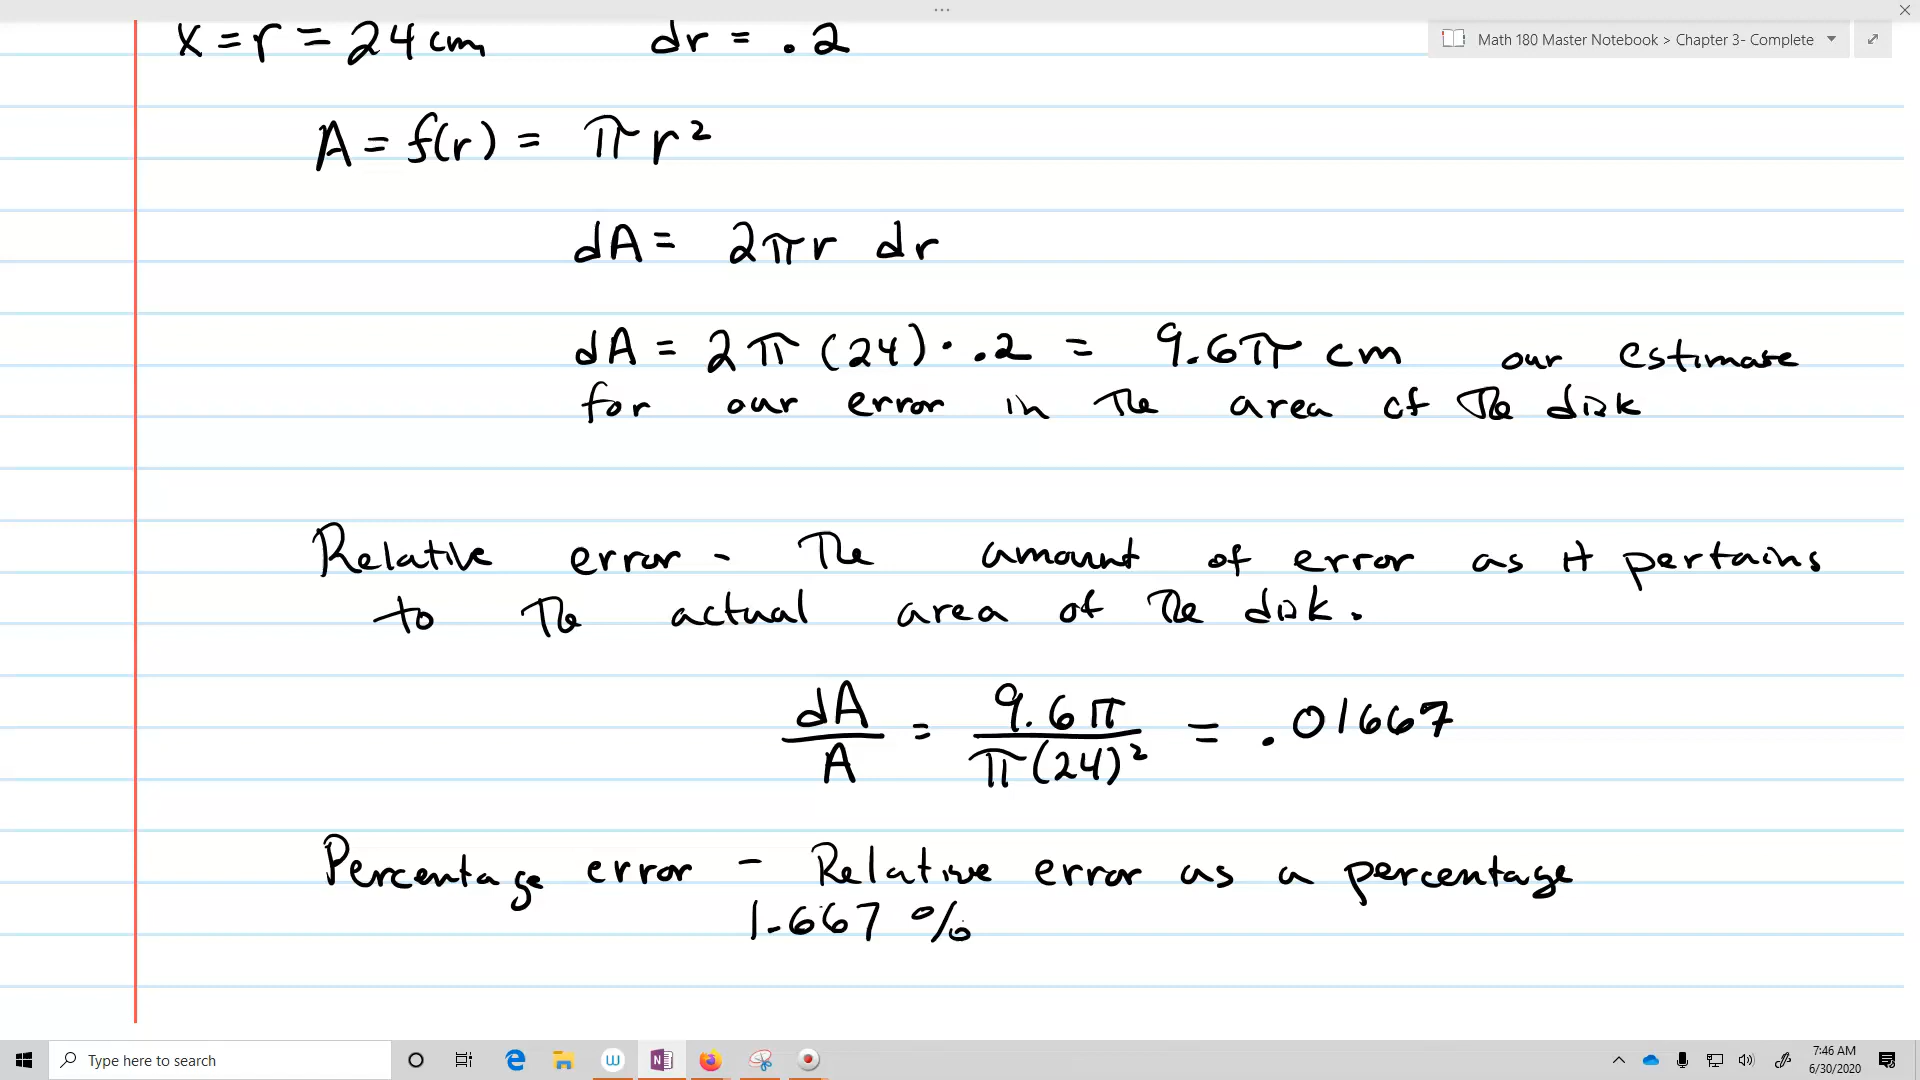 x = r = 24 cm dr = .2
Math 180 Master Notebook > Chapter 3- Complete
A = f(r) = πr²
dA = 2πr dr
dA = 2π(24)·.2 = 9.6π cm our estimate
for our error in the area of the disk
Relative error - The amount of error as it pertains
to the actual area of the disk.
dA/A = 9.6π/π(24)² = .01667
Percentage error - Relative error as a percentage
1.667 %
Type here to search
7:46 AM
6/30/2020